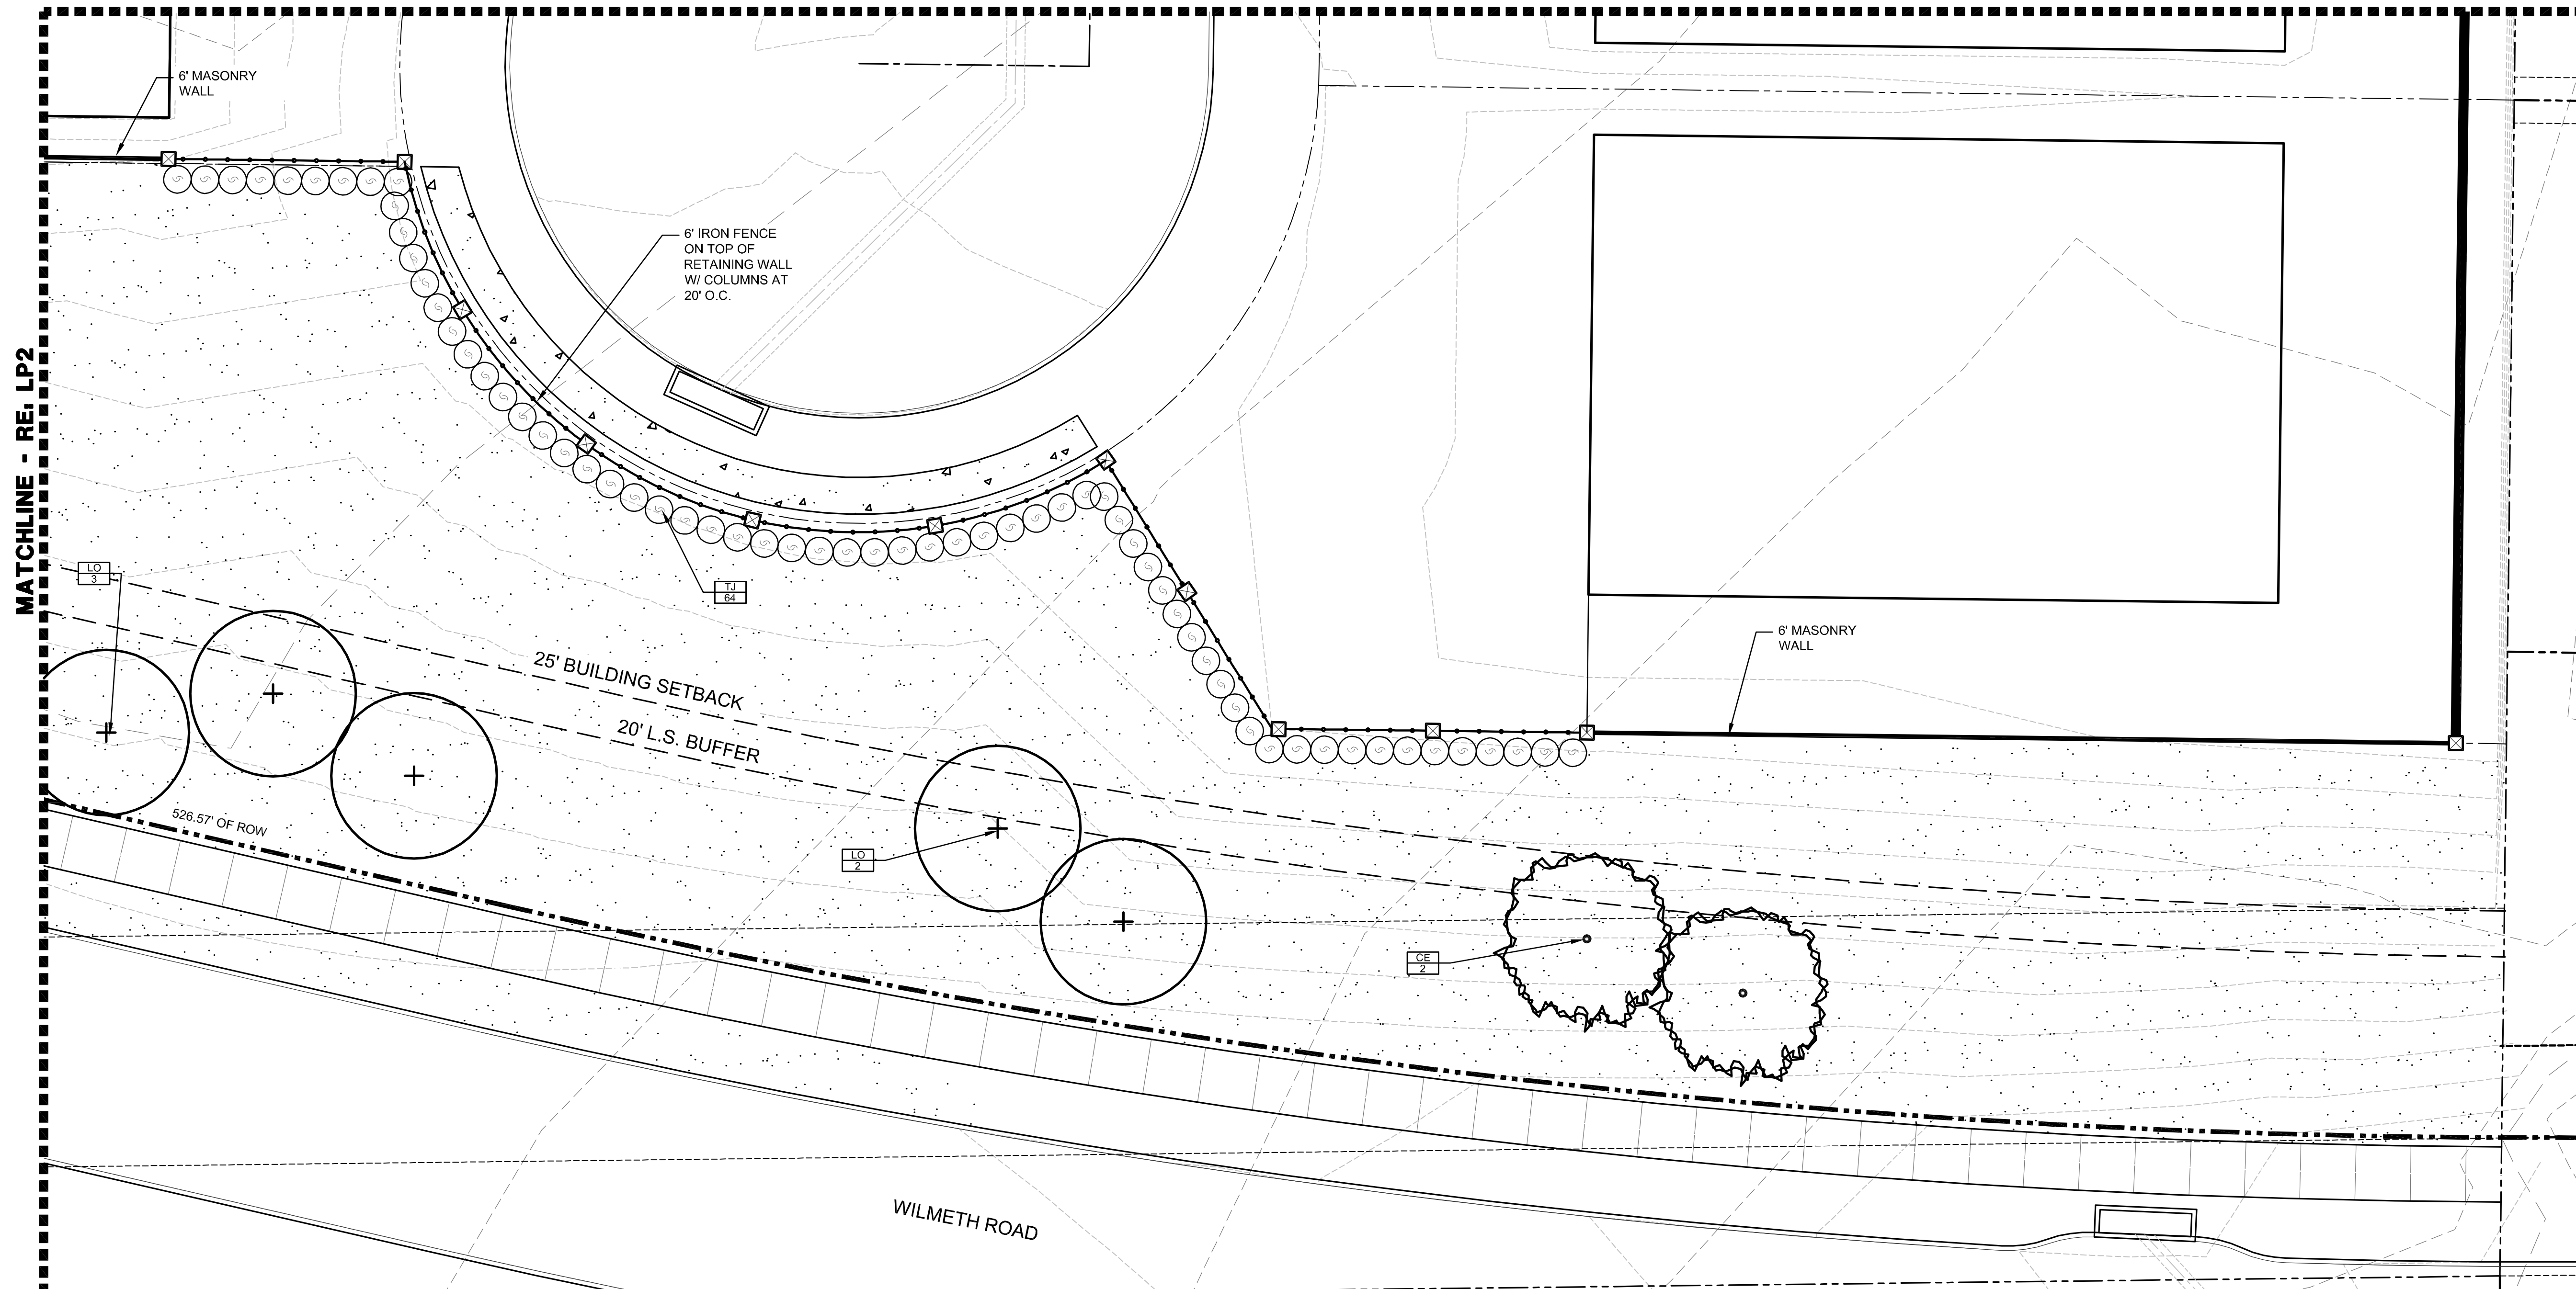 6' MASONRY
WALL
6' IRON FENCE
ON TOP OF
RETAINING WALL
W/ COLUMNS AT
20' O.C.
MATCHLINE - RE. LP2
LO
3
TJ
64
6' MASONRY
WALL
25' BUILDING SETBACK
20' L.S. BUFFER
526.57' OF ROW
LO
2
CE
2
WILMETH ROAD